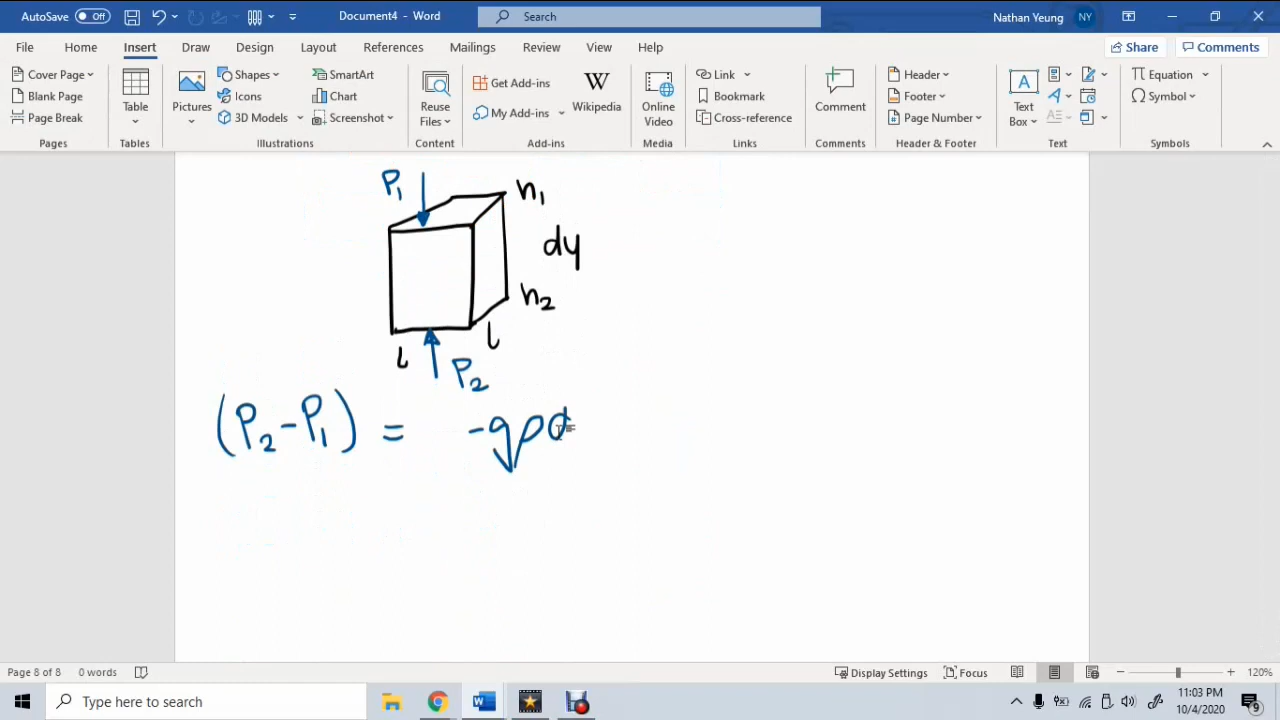 AutoSave Off Document4 - Word Search Nathan Yeung NY
File Home Insert Draw Design Layout References Mailings Review View Help Share Comments
Cover Page Blank Page Page Break Pages
Table Tables
Pictures Shapes Icons 3D Models SmartArt Chart Screenshot Illustrations
Reuse Files Content
Get Add-ins My Add-ins W Wikipedia Add-ins
Online Video Media
Link Bookmark Cross-reference Links
Comment Comments
Header Footer Page Number Header & Footer
A Text Box Text
Equation Symbol Symbols
P₁ h₁
dy
h₂
l l
P₂
(P₂-P₁) = -gρd
Page 8 of 8 0 words Display Settings Focus 120%
Type here to search 11:03 PM
10/4/2020 9